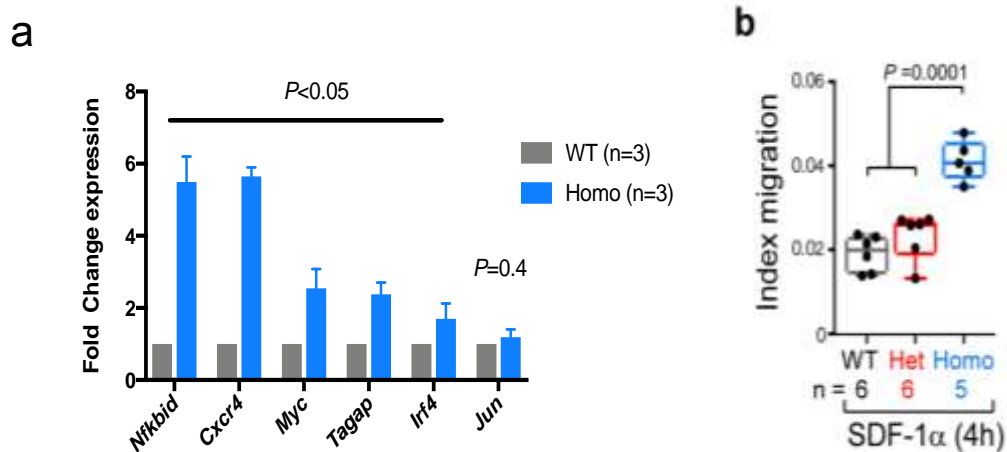 a
Fold Change expression
8
6
4
2
0
P<0.05
P=0.4
WT (n=3)
Homo (n=3)
Nfkbid
Cxcr4
Myc
Tagap
Irf4
Jun
b
Index migration
0.06
0.04
0.02
0
P =0.0001
WT Het Homo
n = 6 6 5
SDF-1α (4h)